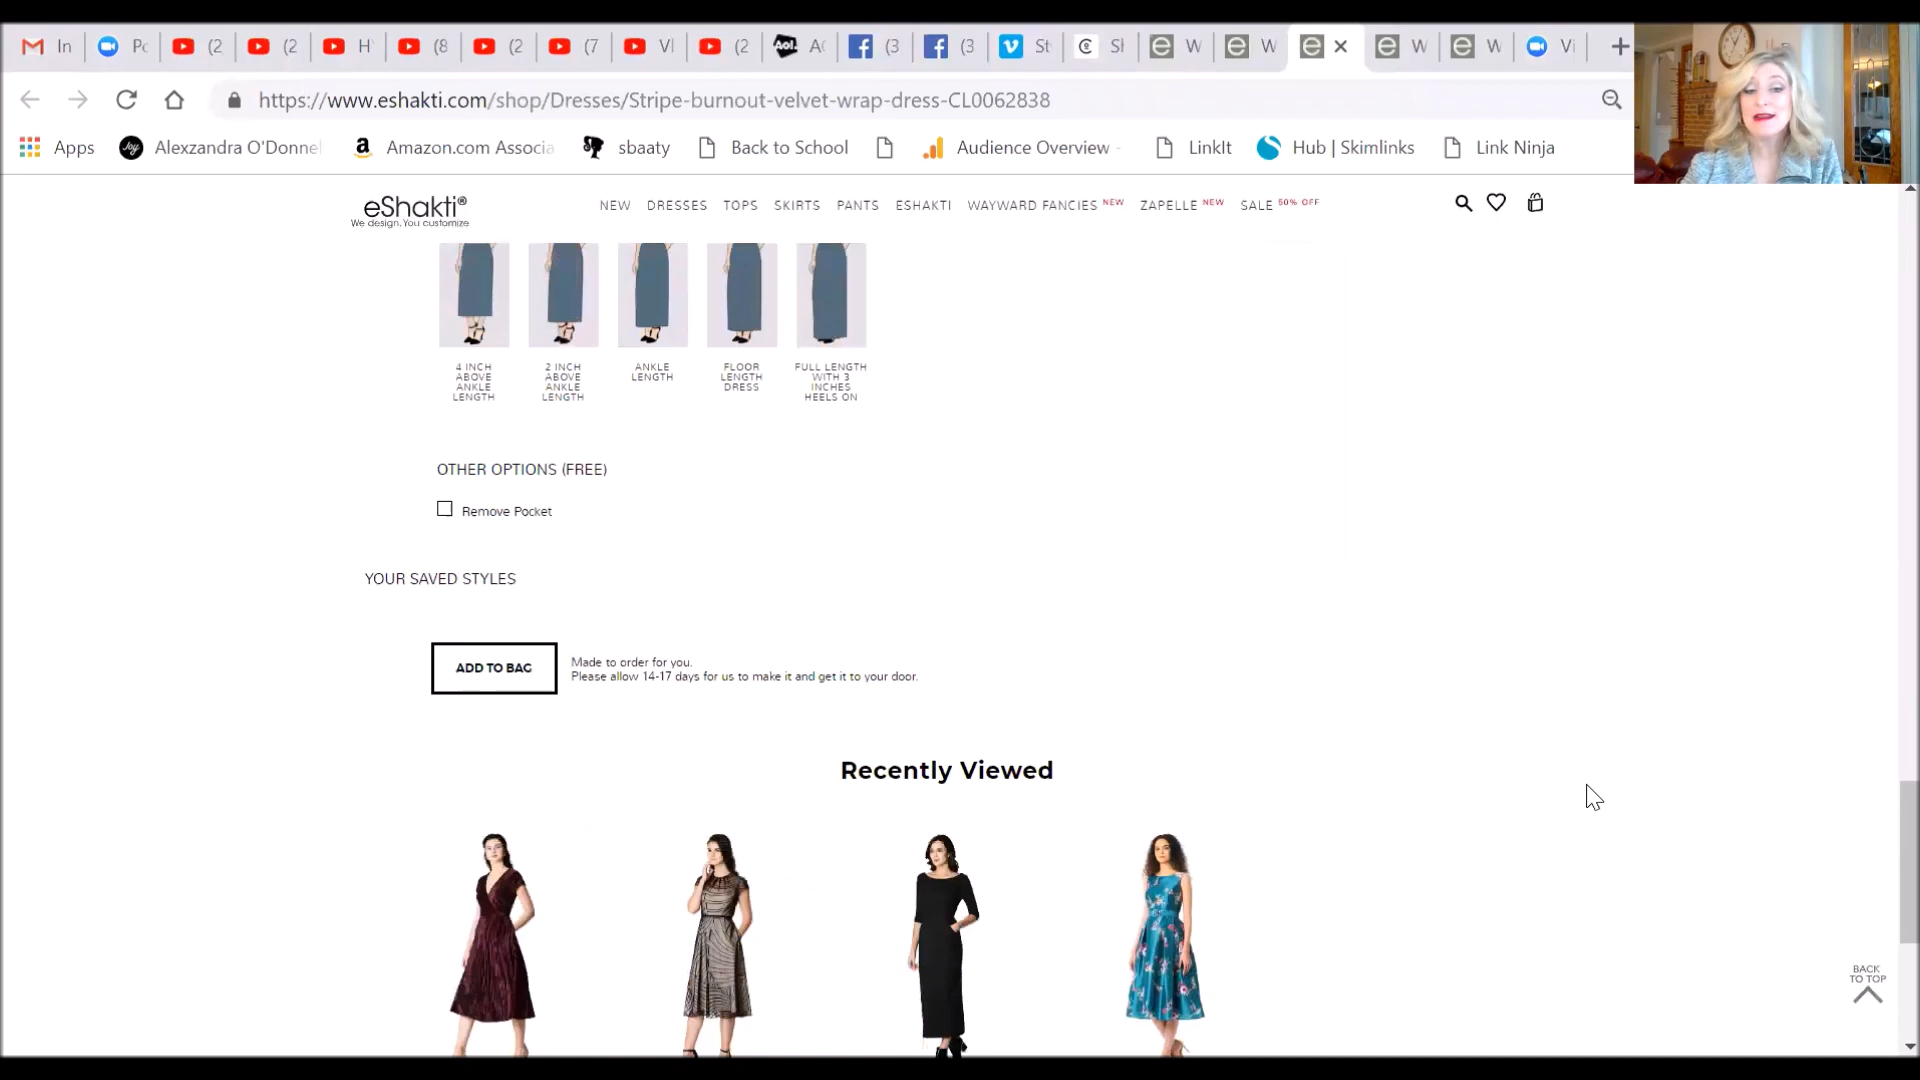 In
Pc
(2
(2
H
(8
(2
(7
VI
(2
Aol.
(3
(3
St
SI
W
W
W
W
Vi
https://www.eshakti.com/shop/Dresses/Stripe-burnout-velvet-wrap-dress-CL0062838
Apps
Joy
Alexzandra O'Donnel
Amazon.com Associa
sbaaty
Back to School
Audience Overview -
LinkIt
Hub | Skimlinks
Link Ninja
eShakti®
We design, You customize
NEW DRESSES TOPS SKIRTS PANTS ESHAKTI WAYWARD FANCIES NEW ZAPELLE NEW SALE 50% OFF
4 INCH
ABOVE
ANKLE
LENGTH
2 INCH
ABOVE
ANKLE
LENGTH
ANKLE
LENGTH
FLOOR
LENGTH
DRESS
FULL LENGTH
WITH 3
INCHES
HEELS ON
OTHER OPTIONS (FREE)
Remove Pocket
YOUR SAVED STYLES
ADD TO BAG
Made to order for you.
Please allow 14-17 days for us to make it and get it to your door.
Recently Viewed
BACK
TO TOP